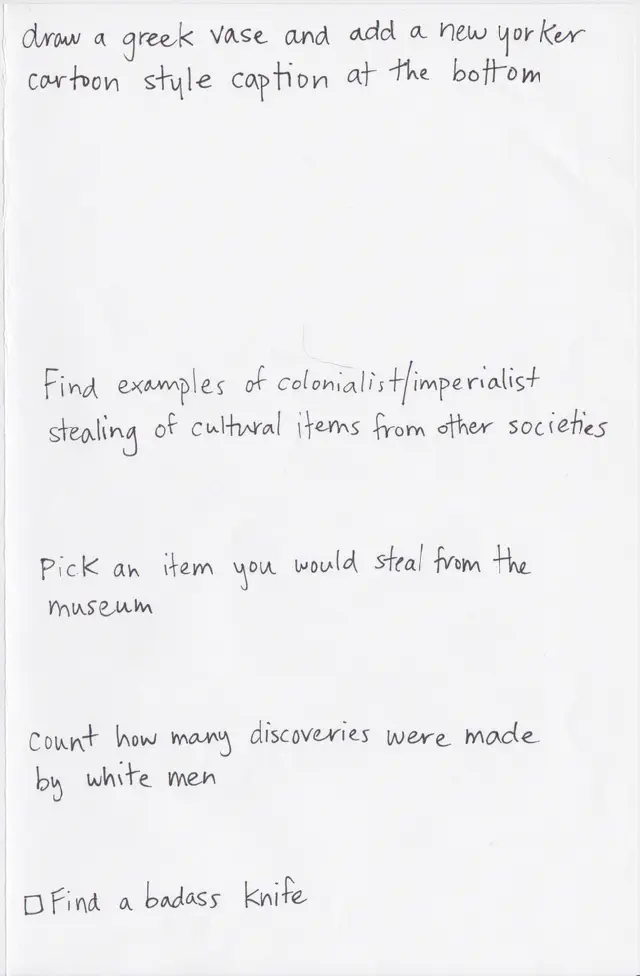 draw a greek vase and add a new yorker
cartoon style caption at the bottom
Find examples of colonialist/imperialist
stealing of cultural items from other societies
Pick an item you would steal from the
museum
count how many discoveries were made
by white men
□ Find a badass knife